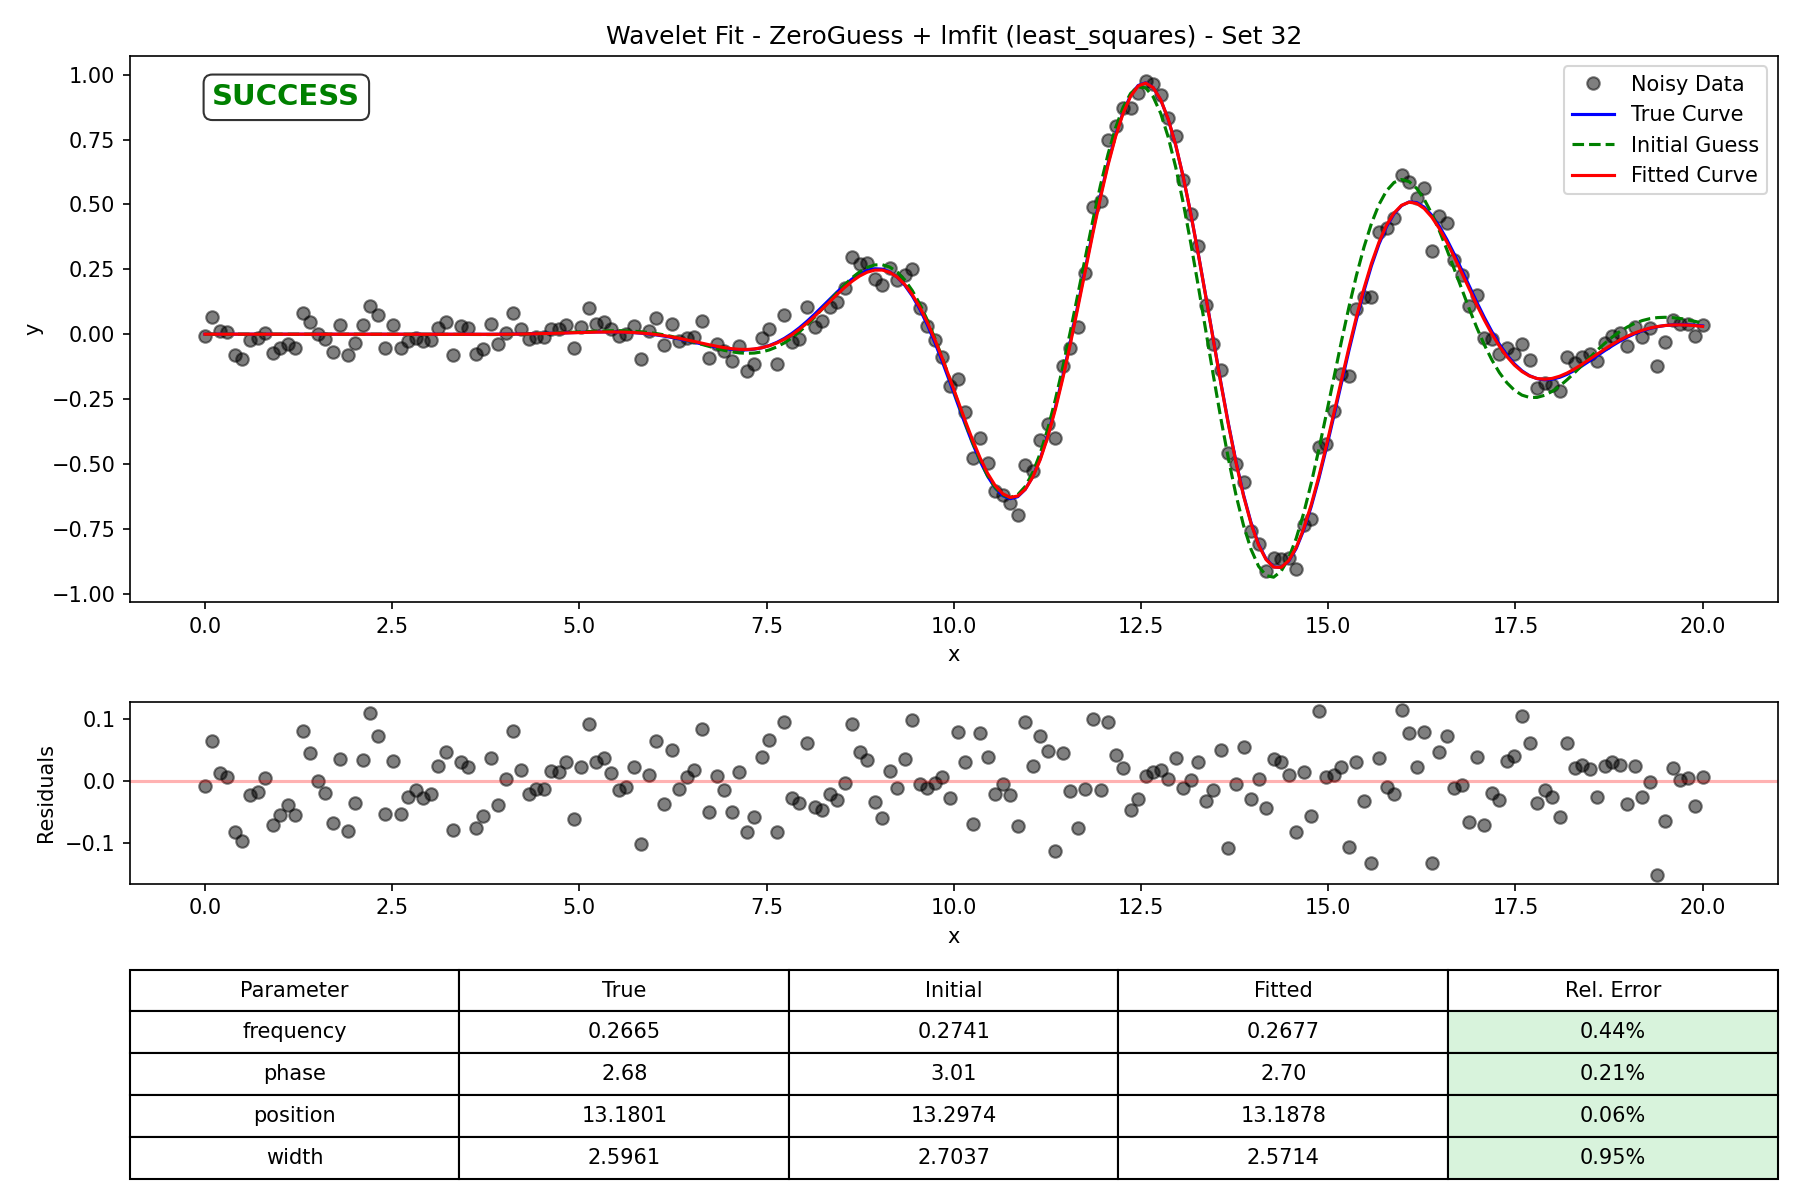 Wavelet Fit - ZeroGuess + lmfit (least_squares) - Set 32
SUCCESS
Noisy Data
True Curve
Initial Guess
Fitted Curve
1.00
0.75
0.50
0.25
0.00
−0.25
−0.50
−0.75
−1.00
y
0.0 2.5 5.0 7.5 10.0 12.5 15.0 17.5 20.0
x
0.1
0.0
−0.1
Residuals
0.0 2.5 5.0 7.5 10.0 12.5 15.0 17.5 20.0
x
Parameter True Initial Fitted Rel. Error
frequency 0.2665 0.2741 0.2677 0.44%
phase 2.68 3.01 2.70 0.21%
position 13.1801 13.2974 13.1878 0.06%
width 2.5961 2.7037 2.5714 0.95%